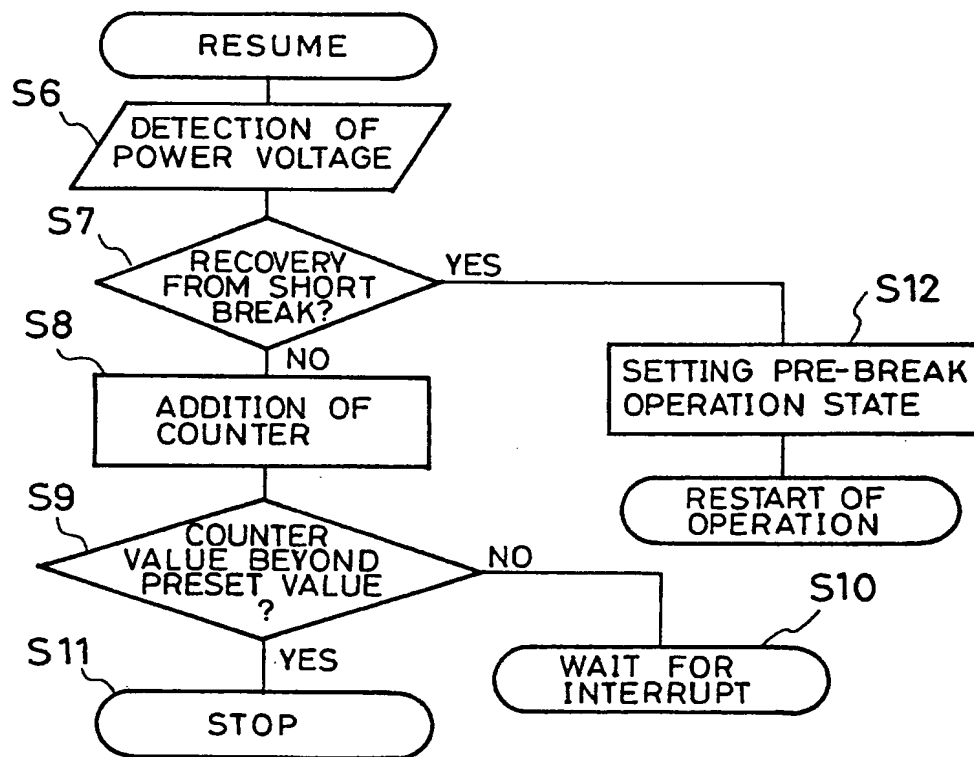 RESUME
S6
DETECTION OF
POWER VOLTAGE
S7
RECOVERY
FROM SHORT
BREAK?
YES
S12
SETTING PRE-BREAK
OPERATION STATE
RESTART OF
OPERATION
NO
S8
ADDITION OF
COUNTER
S9
COUNTER
VALUE BEYOND
PRESET VALUE
?
NO
S10
WAIT FOR
INTERRUPT
YES
S11
STOP